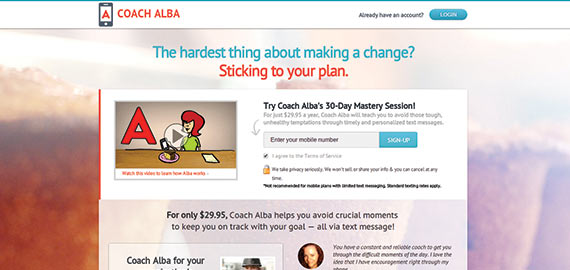 COACH ALBA
Already have an account? LOGIN
The hardest thing about making a change?
Sticking to your plan.
A
Watch this video to learn how Alba works ›
Try Coach Alba's 30-Day Mastery Session!
For just $29.95 a year, Coach Alba will teach you to avoid those tough,
unhealthy temptations through timely and personalized text messages.
Enter your mobile number SIGN-UP
I agree to the Terms of Service
We take privacy seriously. We won't sell or share your info & you can cancel at any
time.
*Not recommended for mobile plans with limited text messaging. Standard texting rates apply.
For only $29.95, Coach Alba helps you avoid crucial moments
to keep you on track with your goal — all via text message!
Coach Alba for your
You have a constant and reliable coach to get you
through the difficult moments of the day. I love the
idea that I have encouragement right through my